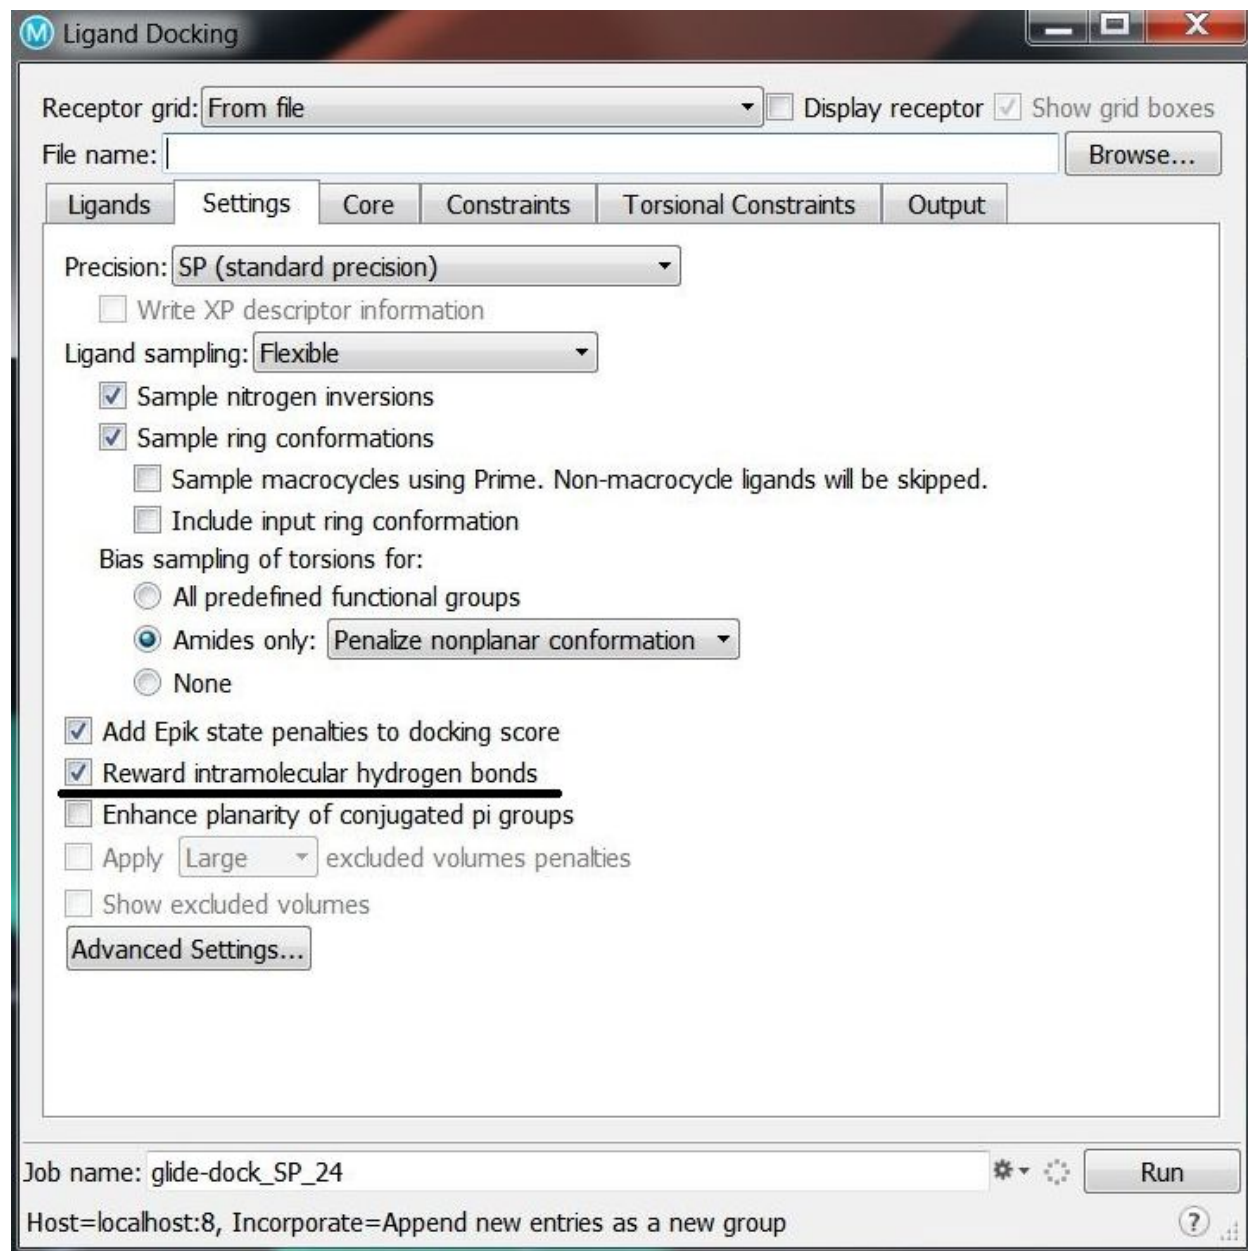 M Ligand Docking
Receptor grid: From file Display receptor Show grid boxes
File name: Browse...
Ligands Settings Core Constraints Torsional Constraints Output
Precision: SP (standard precision)
Write XP descriptor information
Ligand sampling: Flexible
Sample nitrogen inversions
Sample ring conformations
Sample macrocycles using Prime. Non-macrocycle ligands will be skipped.
Include input ring conformation
Bias sampling of torsions for:
All predefined functional groups
Amides only: Penalize nonplanar conformation
None
Add Epik state penalties to docking score
Reward intramolecular hydrogen bonds
Enhance planarity of conjugated pi groups
Apply Large excluded volumes penalties
Show excluded volumes
Advanced Settings...
Job name: glide-dock_SP_24 Run
Host=localhost:8, Incorporate=Append new entries as a new group ?